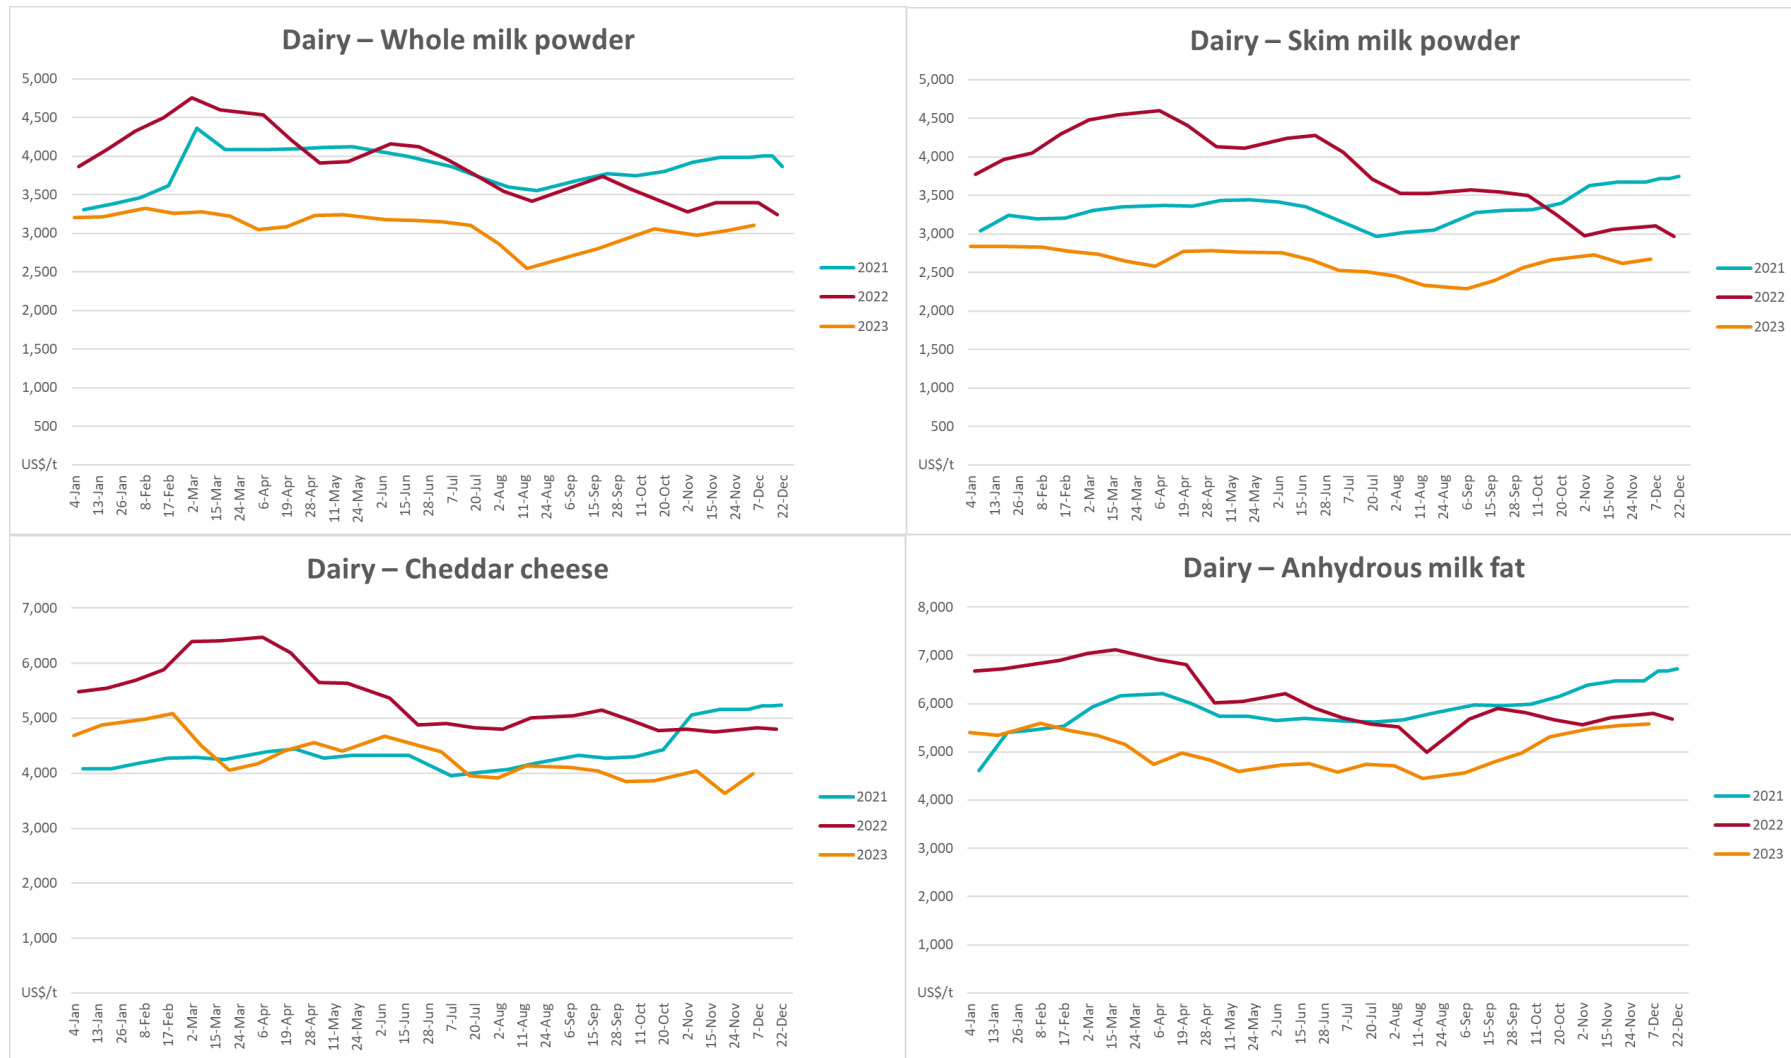 Dairy – Whole milk powder
5,000
4,500
4,000
3,500
3,000
2,500
2,000
1,500
1,000
500
US$/t
4-Jan
13-Jan
26-Jan
8-Feb
17-Feb
2-Mar
15-Mar
24-Mar
6-Apr
19-Apr
28-Apr
11-May
24-May
2-Jun
15-Jun
28-Jun
7-Jul
20-Jul
2-Aug
11-Aug
24-Aug
6-Sep
15-Sep
28-Sep
11-Oct
20-Oct
2-Nov
15-Nov
24-Nov
7-Dec
22-Dec
2021
2022
2023
Dairy – Skim milk powder
5,000
4,500
4,000
3,500
3,000
2,500
2,000
1,500
1,000
500
US$/t
4-Jan
13-Jan
26-Jan
8-Feb
17-Feb
2-Mar
15-Mar
24-Mar
6-Apr
19-Apr
28-Apr
11-May
24-May
2-Jun
15-Jun
28-Jun
7-Jul
20-Jul
2-Aug
11-Aug
24-Aug
6-Sep
15-Sep
28-Sep
11-Oct
20-Oct
2-Nov
15-Nov
24-Nov
7-Dec
22-Dec
2021
2022
2023
Dairy – Cheddar cheese
7,000
6,000
5,000
4,000
3,000
2,000
1,000
US$/t
4-Jan
13-Jan
26-Jan
8-Feb
17-Feb
2-Mar
15-Mar
24-Mar
6-Apr
19-Apr
28-Apr
11-May
24-May
2-Jun
15-Jun
28-Jun
7-Jul
20-Jul
2-Aug
11-Aug
24-Aug
6-Sep
15-Sep
28-Sep
11-Oct
20-Oct
2-Nov
15-Nov
24-Nov
7-Dec
22-Dec
2021
2022
2023
Dairy – Anhydrous milk fat
8,000
7,000
6,000
5,000
4,000
3,000
2,000
1,000
US$/t
4-Jan
13-Jan
26-Jan
8-Feb
17-Feb
2-Mar
15-Mar
24-Mar
6-Apr
19-Apr
28-Apr
11-May
24-May
2-Jun
15-Jun
28-Jun
7-Jul
20-Jul
2-Aug
11-Aug
24-Aug
6-Sep
15-Sep
28-Sep
11-Oct
20-Oct
2-Nov
15-Nov
24-Nov
7-Dec
22-Dec
2021
2022
2023